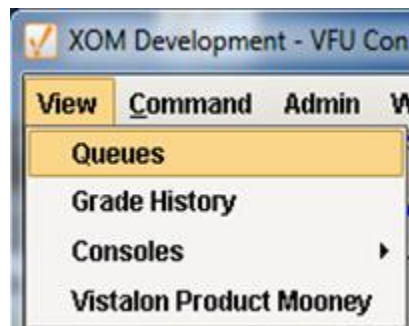 XOM Development - VFU Con
View Command Admin W
Queues
Grade History
Consoles
Vistalon Product Mooney